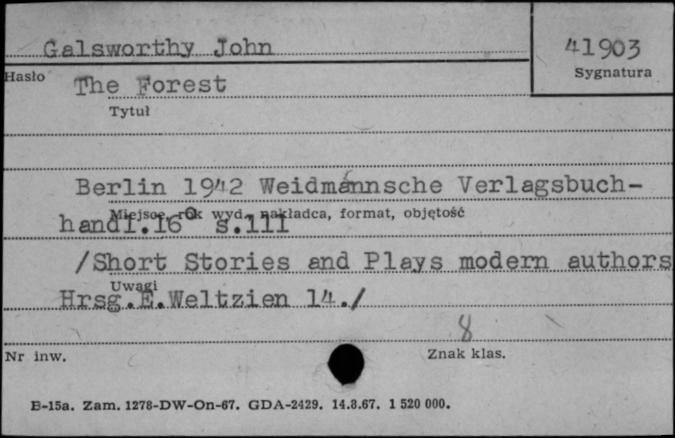 Galsworthy John
41903
Hasło
Sygnatura
The Forest
Tytuł
Berlin 1942 Weidmännsche Verlagsbuch-
Miejsce, rok wyd., nakładca, format, objętość
handl.16° s.111
/Short Stories and Plays modern authors
Uwagi
Hrsg.E.Weltzien 14./
8
Nr inw.
Znak klas.
B-15a. Zam. 1278-DW-On-67. GDA-2429. 14.8.67. 1 520 000.